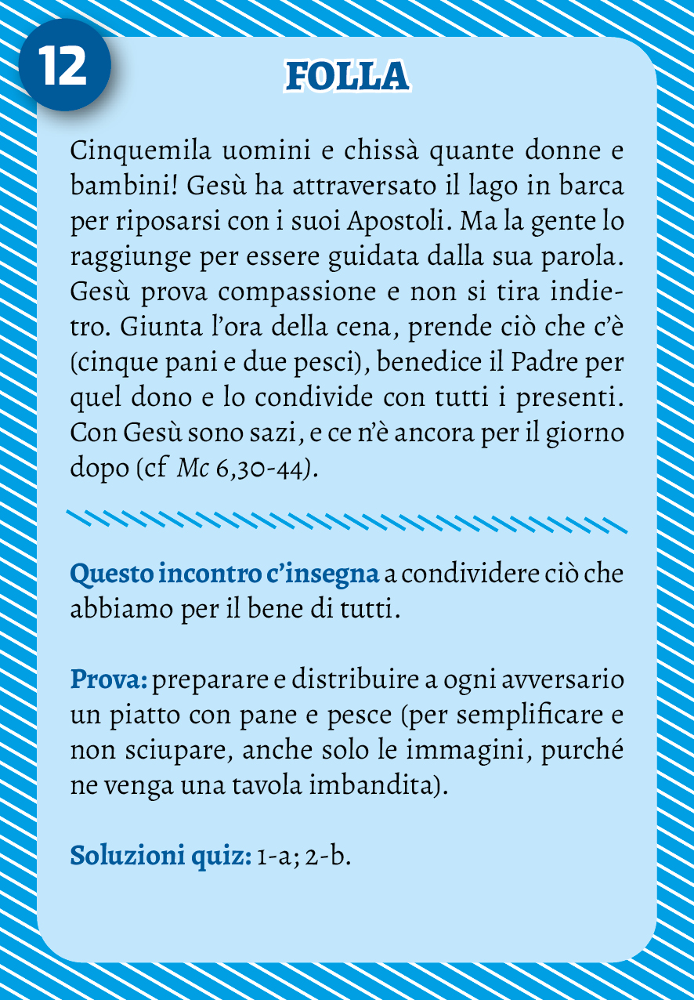 12
FOLLA
Cinquemila uomini e chissà quante donne e
bambini! Gesù ha attraversato il lago in barca
per riposarsi con i suoi Apostoli. Ma la gente lo
raggiunge per essere guidata dalla sua parola.
Gesù prova compassione e non si tira indie-
tro. Giunta l’ora della cena, prende ciò che c’è
(cinque pani e due pesci), benedice il Padre per
quel dono e lo condivide con tutti i presenti.
Con Gesù sono sazi, e ce n’è ancora per il giorno
dopo (cf Mc 6,30-44).
Questo incontro c’insegna a condividere ciò che
abbiamo per il bene di tutti.
Prova: preparare e distribuire a ogni avversario
un piatto con pane e pesce (per semplificare e
non sciupare, anche solo le immagini, purché
ne venga una tavola imbandita).
Soluzioni quiz: 1-a; 2-b.